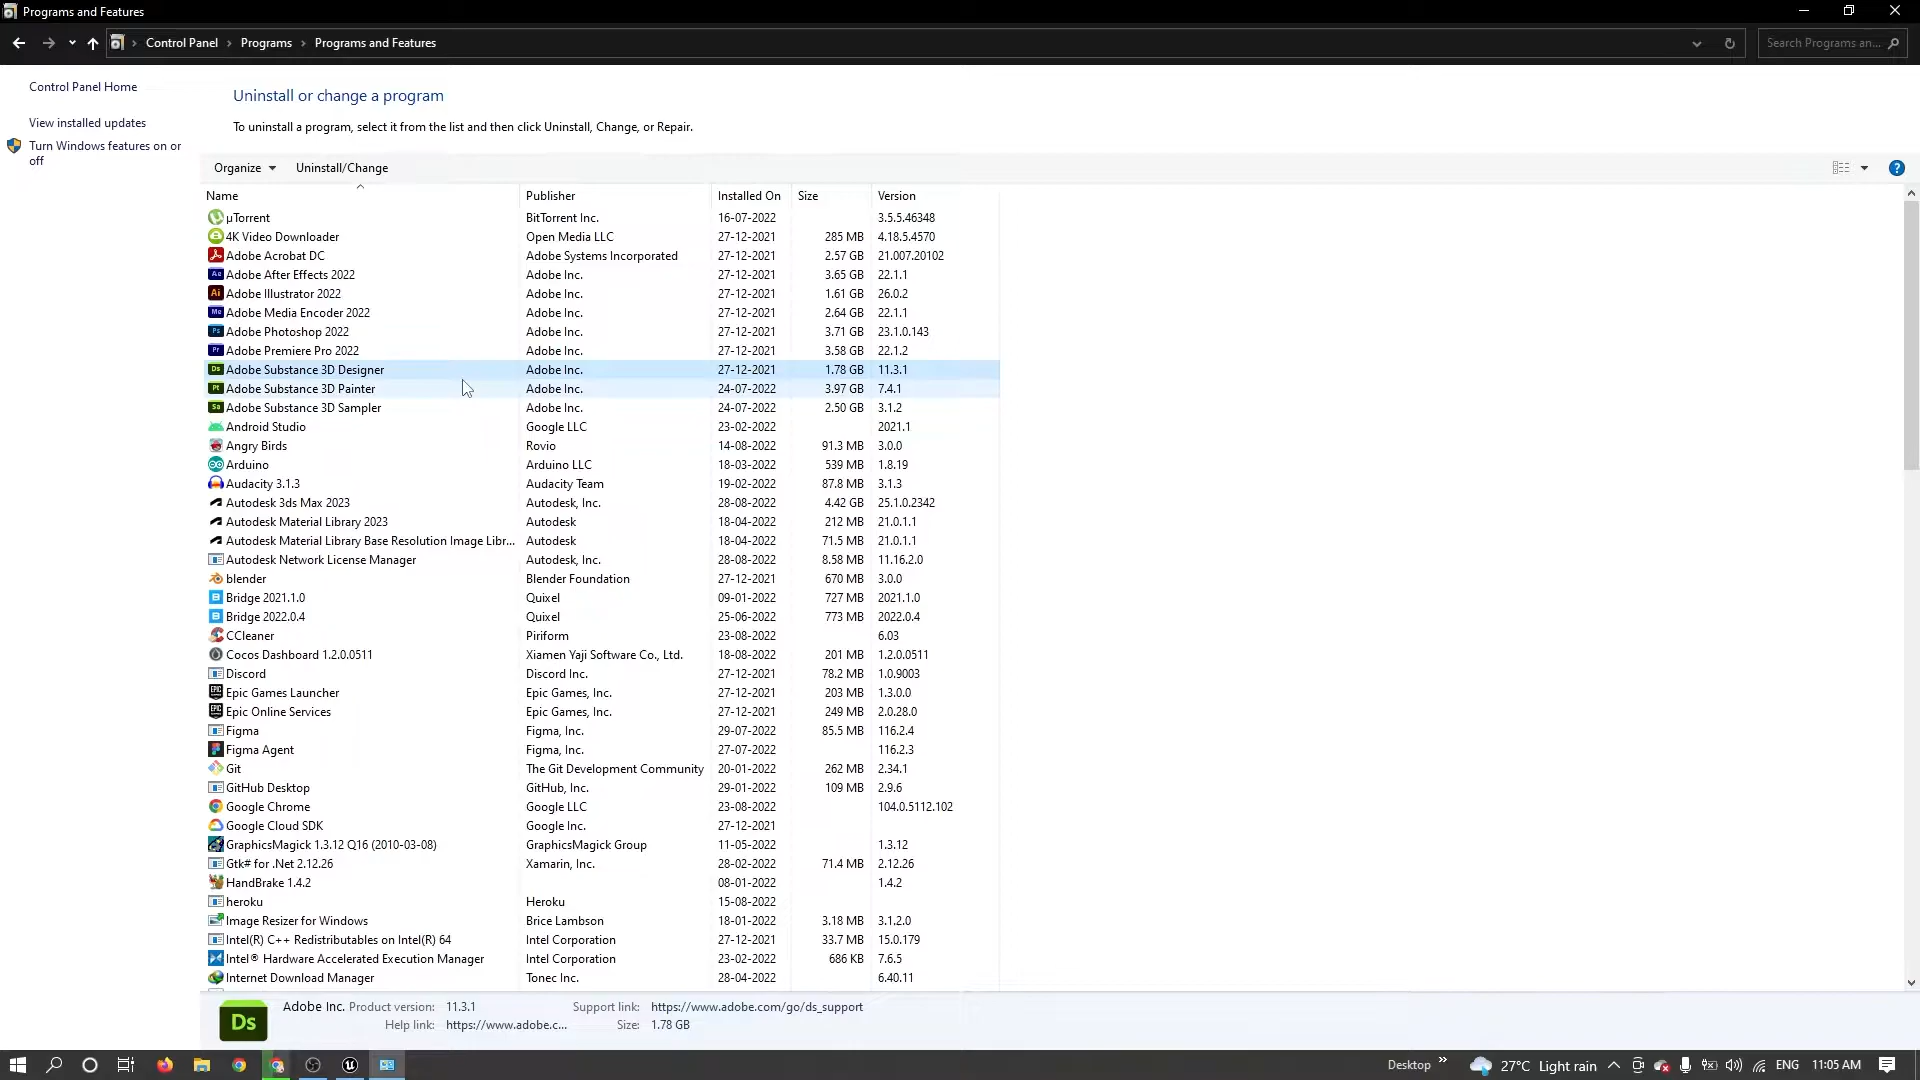 Programs and Features
Control Panel Programs Programs and Features
Search Programs an...
Control Panel Home
View installed updates
Turn Windows features on or
off
Uninstall or change a program
To uninstall a program, select it from the list and then click Uninstall, Change, or Repair.
Organize Uninstall/Change
Name Publisher Installed On Size Version
µTorrent BitTorrent Inc. 16-07-2022 3.5.5.46348
4K Video Downloader Open Media LLC 27-12-2021 285 MB 4.18.5.4570
Adobe Acrobat DC Adobe Systems Incorporated 27-12-2021 2.57 GB 21.007.20102
Ae Adobe After Effects 2022 Adobe Inc. 27-12-2021 3.65 GB 22.1.1
Ai Adobe Illustrator 2022 Adobe Inc. 27-12-2021 1.61 GB 26.0.2
Me Adobe Media Encoder 2022 Adobe Inc. 27-12-2021 2.64 GB 22.1.1
Ps Adobe Photoshop 2022 Adobe Inc. 27-12-2021 3.71 GB 23.1.0.143
Pr Adobe Premiere Pro 2022 Adobe Inc. 27-12-2021 3.58 GB 22.1.2
Ds Adobe Substance 3D Designer Adobe Inc. 27-12-2021 1.78 GB 11.3.1
Pt Adobe Substance 3D Painter Adobe Inc. 24-07-2022 3.97 GB 7.4.1
Sa Adobe Substance 3D Sampler Adobe Inc. 24-07-2022 2.50 GB 3.1.2
Android Studio Google LLC 23-02-2022 2021.1
Angry Birds Rovio 14-08-2022 91.3 MB 3.0.0
Arduino Arduino LLC 18-03-2022 539 MB 1.8.19
Audacity 3.1.3 Audacity Team 19-02-2022 87.8 MB 3.1.3
Autodesk 3ds Max 2023 Autodesk, Inc. 28-08-2022 4.42 GB 25.1.0.2342
Autodesk Material Library 2023 Autodesk 18-04-2022 212 MB 21.0.1.1
Autodesk Material Library Base Resolution Image Libr... Autodesk 18-04-2022 71.5 MB 21.0.1.1
Autodesk Network License Manager Autodesk, Inc. 28-08-2022 8.58 MB 11.16.2.0
blender Blender Foundation 27-12-2021 670 MB 3.0.0
B Bridge 2021.1.0 Quixel 09-01-2022 727 MB 2021.1.0
B Bridge 2022.0.4 Quixel 25-06-2022 773 MB 2022.0.4
CCleaner Piriform 23-08-2022 6.03
Cocos Dashboard 1.2.0.0511 Xiamen Yaji Software Co., Ltd. 18-08-2022 201 MB 1.2.0.0511
Discord Discord Inc. 27-12-2021 78.2 MB 1.0.9003
EPIC Epic Games Launcher Epic Games, Inc. 27-12-2021 203 MB 1.3.0.0
EPIC Epic Online Services Epic Games, Inc. 27-12-2021 249 MB 2.0.28.0
Figma Figma, Inc. 29-07-2022 85.5 MB 116.2.4
Figma Agent Figma, Inc. 27-07-2022 116.2.3
Git The Git Development Community 20-01-2022 262 MB 2.34.1
GitHub Desktop GitHub, Inc. 29-01-2022 109 MB 2.9.6
Google Chrome Google LLC 23-08-2022 104.0.5112.102
Google Cloud SDK Google Inc. 27-12-2021
GraphicsMagick 1.3.12 Q16 (2010-03-08) GraphicsMagick Group 11-05-2022 1.3.12
Gtk# for .Net 2.12.26 Xamarin, Inc. 28-02-2022 71.4 MB 2.12.26
HandBrake 1.4.2 08-01-2022 1.4.2
heroku Heroku 15-08-2022
Image Resizer for Windows Brice Lambson 18-01-2022 3.18 MB 3.1.2.0
Intel(R) C++ Redistributables on Intel(R) 64 Intel Corporation 27-12-2021 33.7 MB 15.0.179
Intel® Hardware Accelerated Execution Manager Intel Corporation 23-02-2022 686 KB 7.6.5
Internet Download Manager Tonec Inc. 28-04-2022 6.40.11
Ds Adobe Inc. Product version: 11.3.1 Support link: https://www.adobe.com/go/ds_support
Help link: https://www.adobe.c... Size: 1.78 GB
Desktop » 27°C Light rain ENG 11:05 AM